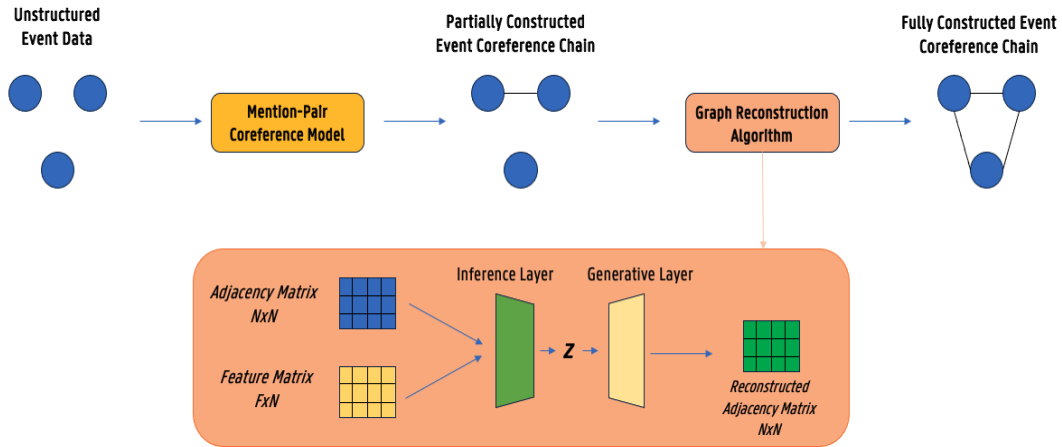 Unstructured
Event Data
Partially Constructed
Event Coreference Chain
Fully Constructed Event
Coreference Chain
Mention-Pair
Coreference Model
Graph Reconstruction
Algorithm
Inference Layer
Generative Layer
Adjacency Matrix
NxN
Feature Matrix
FxN
Z
Reconstructed
Adjacency Matrix
NxN